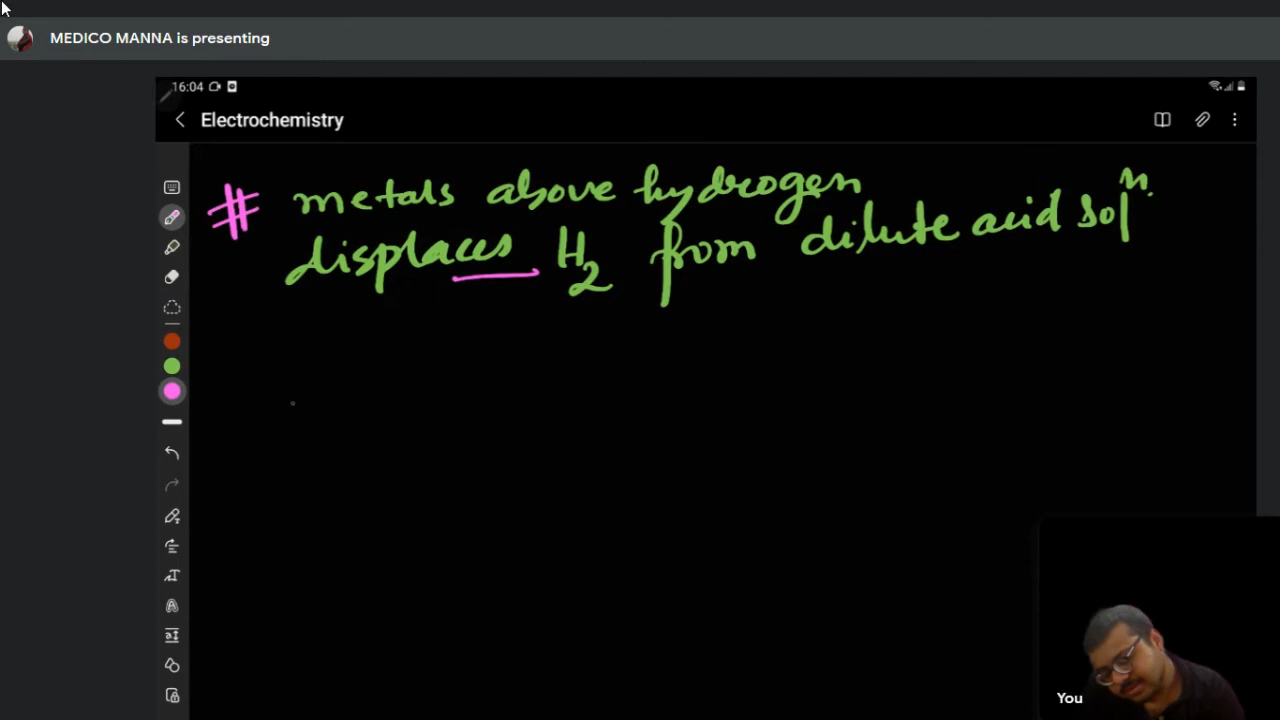 MEDICO MANNA is presenting
16:04
Electrochemistry
# metals above hydrogen
displaces H₂ from dilute acid solⁿ.
You